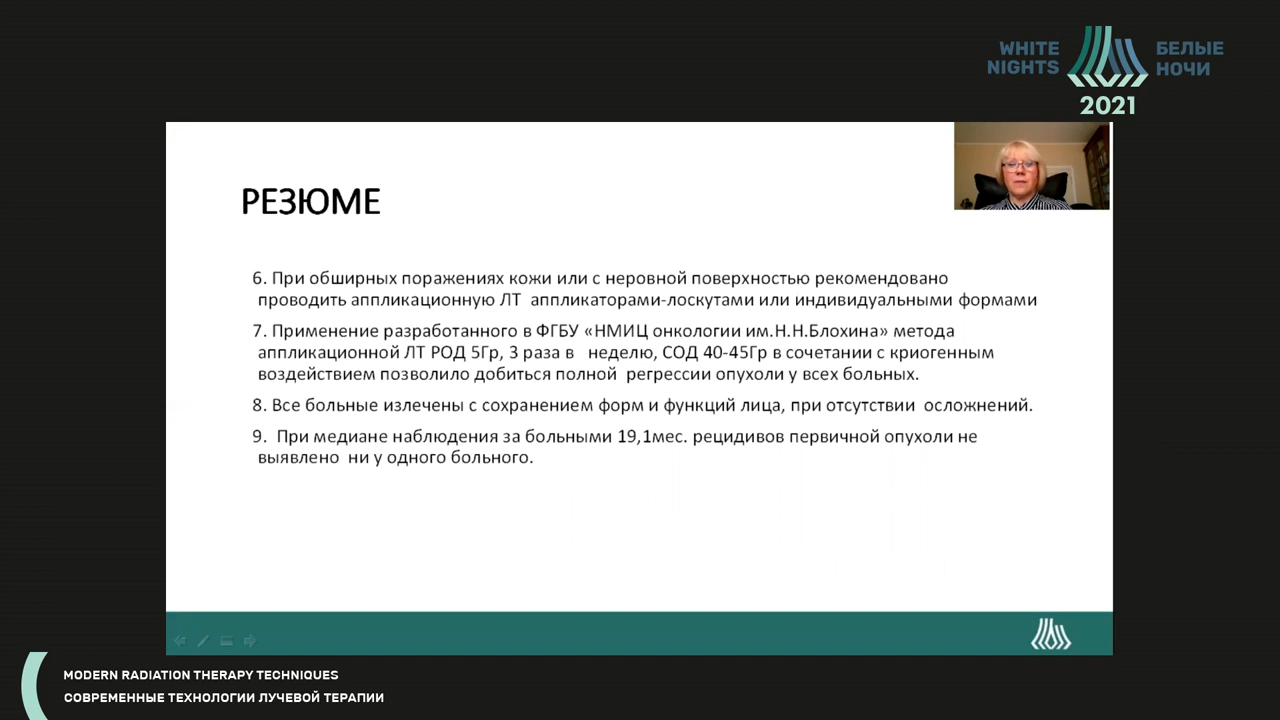 WHITE
NIGHTS
БЕЛЫЕ
НОЧИ
2021
РЕЗЮМЕ
6. При обширных поражениях кожи или с неровной поверхностью рекомендовано
проводить аппликационную ЛТ аппликаторами-лоскутами или индивидуальными формами
7. Применение разработанного в ФГБУ «НМИЦ онкологии им.Н.Н.Блохина» метода
аппликационной ЛТ РОД 5Гр, 3 раза в неделю, СОД 40-45Гр в сочетании с криогенным
воздействием позволило добиться полной регрессии опухоли у всех больных.
8. Все больные излечены с сохранением форм и функций лица, при отсутствии осложнений.
9. При медиане наблюдения за больными 19,1мес. рецидивов первичной опухоли не
выявлено ни у одного больного.
MODERN RADIATION THERAPY TECHNIQUES
СОВРЕМЕННЫЕ ТЕХНОЛОГИИ ЛУЧЕВОЙ ТЕРАПИИ